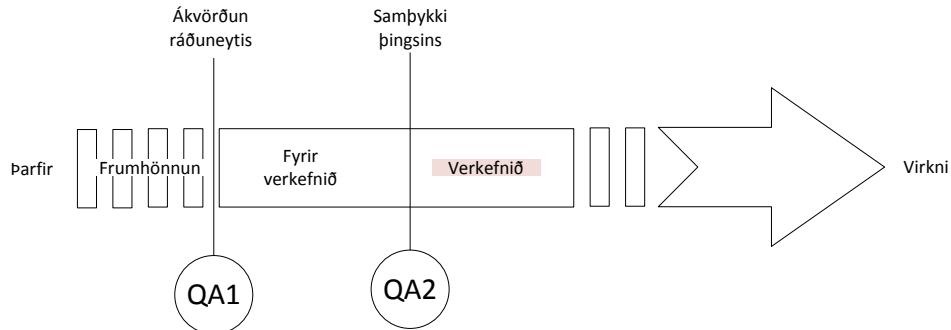 Ákvörðun
ráðuneytis
Samþykki
þingsins
Þarfir
Frumhönnun
Fyrir
verkefnið
Verkefnið
Virkni
QA1
QA2